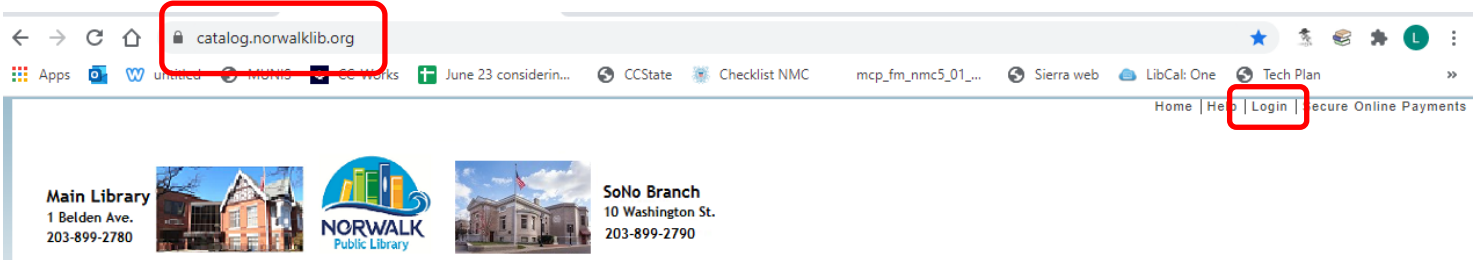 catalog.norwalklib.org
L
Apps untitled MUNIS CC Works June 23 considerin... CCState Checklist NMC mcp_fm_nmc5_01_... Sierra web LibCal: One Tech Plan »
Home | Help | Login | Secure Online Payments
Main Library
1 Belden Ave.
203-899-2780
NORWALK
Public Library
SoNo Branch
10 Washington St.
203-899-2790